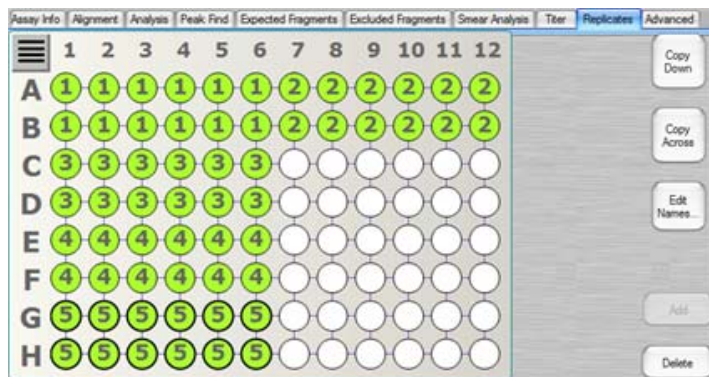 Assay Info Alignment Analysis Peak Find Expected Fragments Excluded Fragments Smear Analysis Titer Replicates Advanced
1 2 3 4 5 6 7 8 9 10 11 12
A 1 1 1 1 1 1 2 2 2 2 2 2
B 1 1 1 1 1 1 2 2 2 2 2 2
C 3 3 3 3 3 3
D 3 3 3 3 3 3
E 4 4 4 4 4 4
F 4 4 4 4 4 4
G 5 5 5 5 5 5
H 5 5 5 5 5 5
Copy
Down
Copy
Across
Edit
Names...
Add
Delete